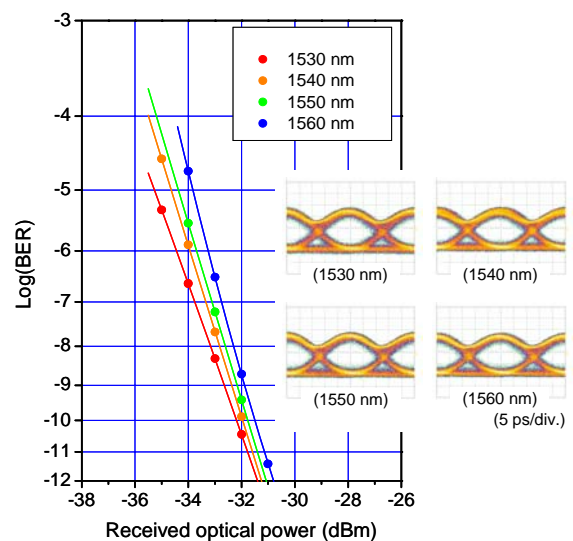 -3
-4
-5
-6
-7
-8
-9
-10
-11
-12
Log(BER)
1530 nm
1540 nm
1550 nm
1560 nm
(1530 nm)
(1540 nm)
(1550 nm)
(1560 nm)
(5 ps/div.)
-38
-36
-34
-32
-30
-28
-26
Received optical power (dBm)